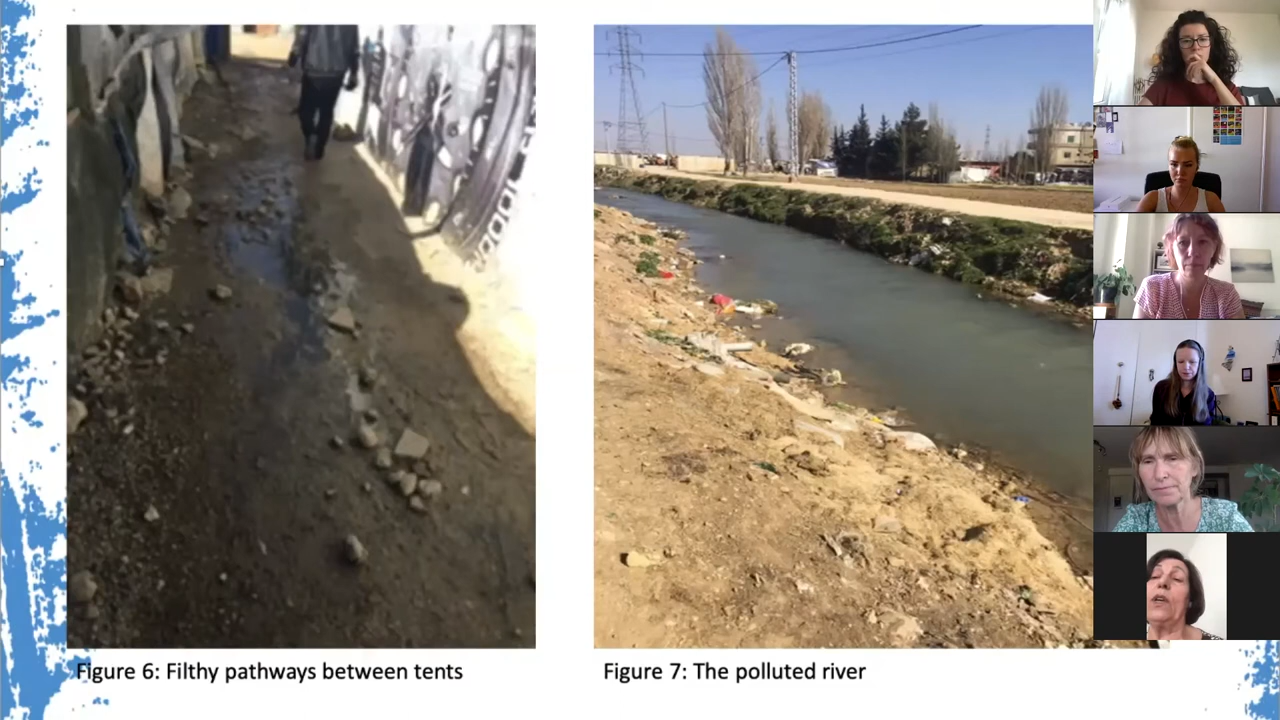 Figure 6: Filthy pathways between tents
Figure 7: The polluted river